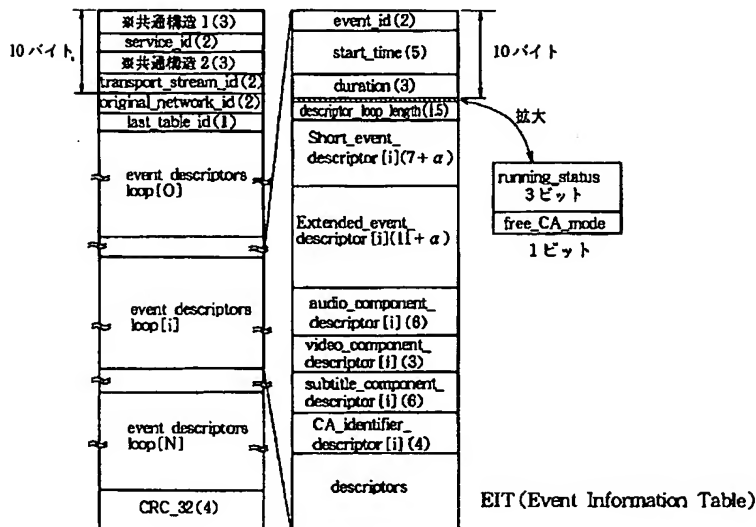 10バイト
※共通構造1(3)
service_id(2)
※共通構造2(3)
transport_stream_id(2)
original_network_id(2)
last_table_id(1)
event descriptors
loop[0]
event descriptors
loop[i]
event descriptors
loop[N]
CRC_32(4)
event_id(2)
start_time(5)
duration(3)
descriptor_loop_length(1.5)
Short_event_
descriptor[i](7+α)
Extended_event_
descriptor[i](11+α)
audio_component_
descriptor[i](6)
video_component_
descriptor[i](3)
subtitle_component_
descriptor[i](6)
CA_identifier_
descriptor[i](4)
descriptors
10バイト
拡大
running_status
3ビット
free_CA_mode
1ビット
EIT(Event Information Table)